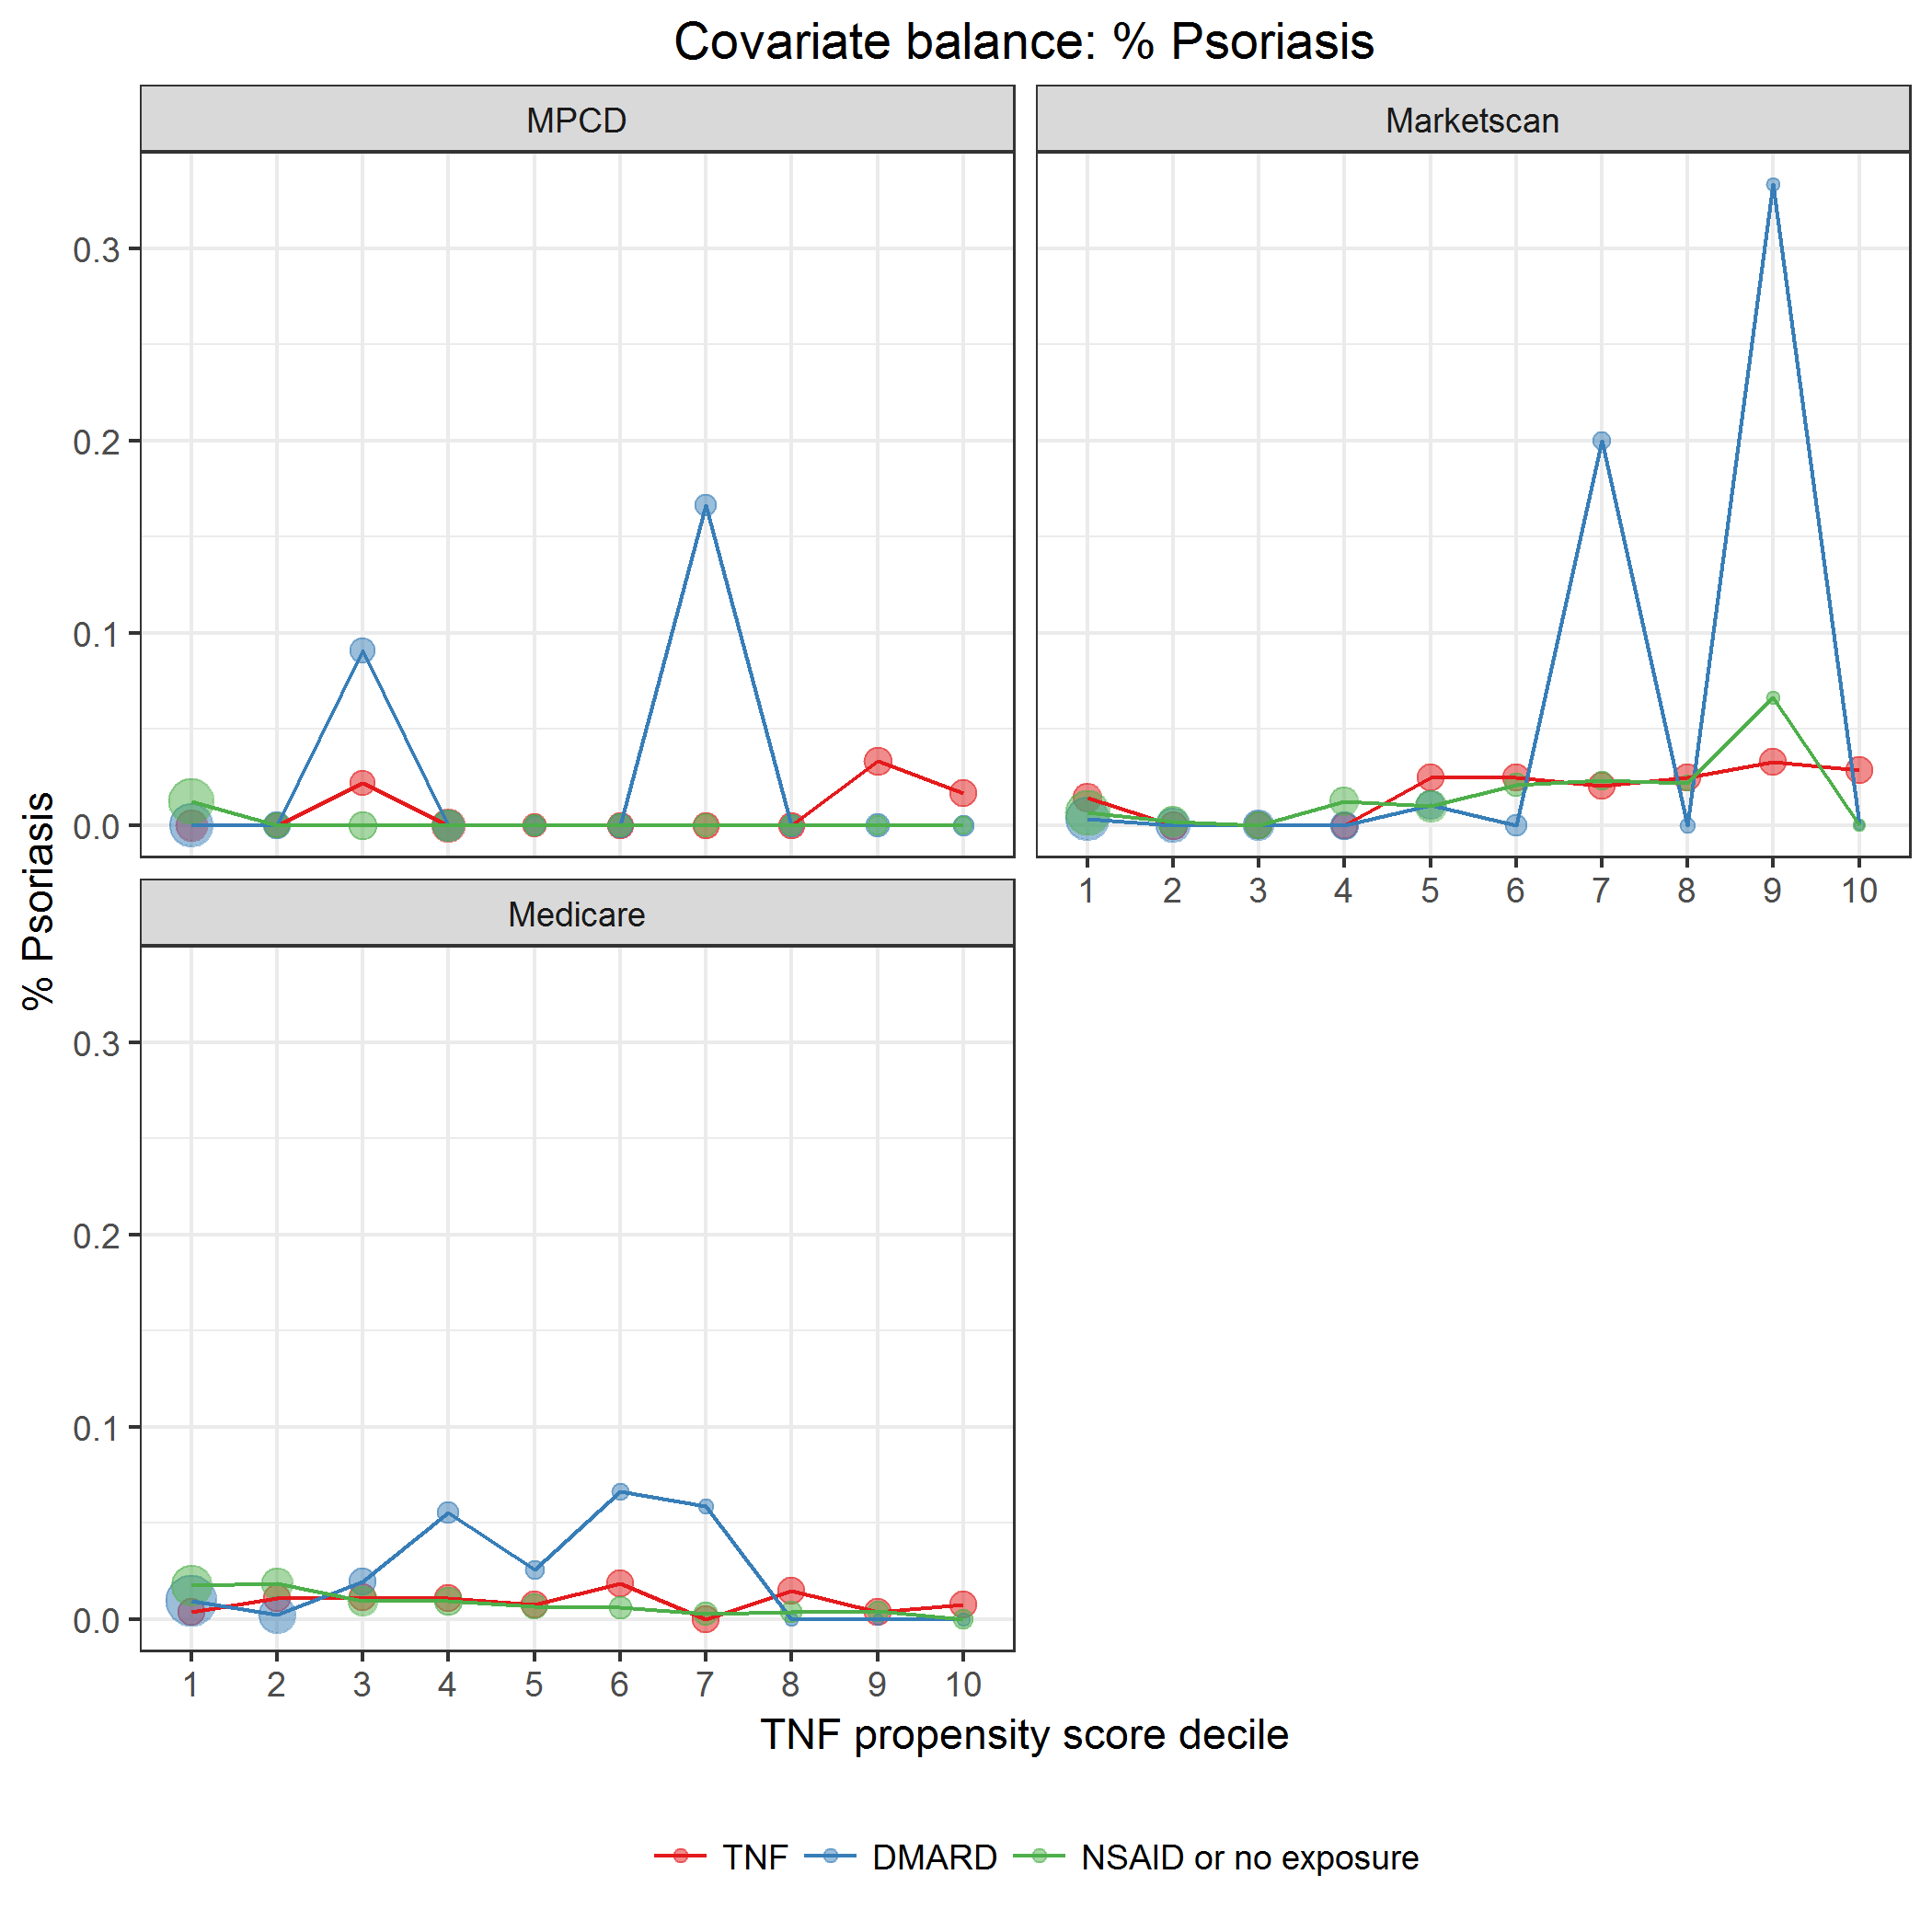 Covariate balance: % Psoriasis
MPCD
Marketscan
0.3
0.2
0.1
0.0
1 2 3 4 5 6 7 8 9 10
Medicare
% Psoriasis
0.3
0.2
0.1
0.0
1 2 3 4 5 6 7 8 9 10
TNF propensity score decile
TNF DMARD NSAID or no exposure